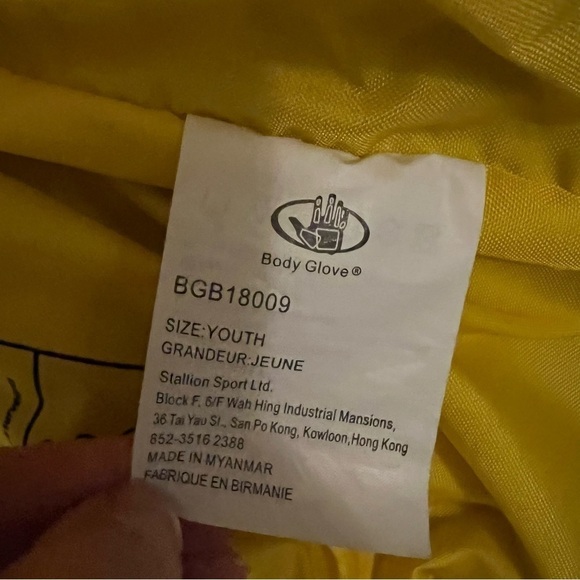 Body Glove®
BGB18009
SIZE:YOUTH
GRANDEUR:JEUNE
Stallion Sport Ltd.
Block F, 6/F Wah Hing Industrial Mansions,
36 Tai Yau St., San Po Kong, Kowloon,Hong Kong
852-3516 2388
MADE IN MYANMAR
FABRIQUE EN BIRMANIE